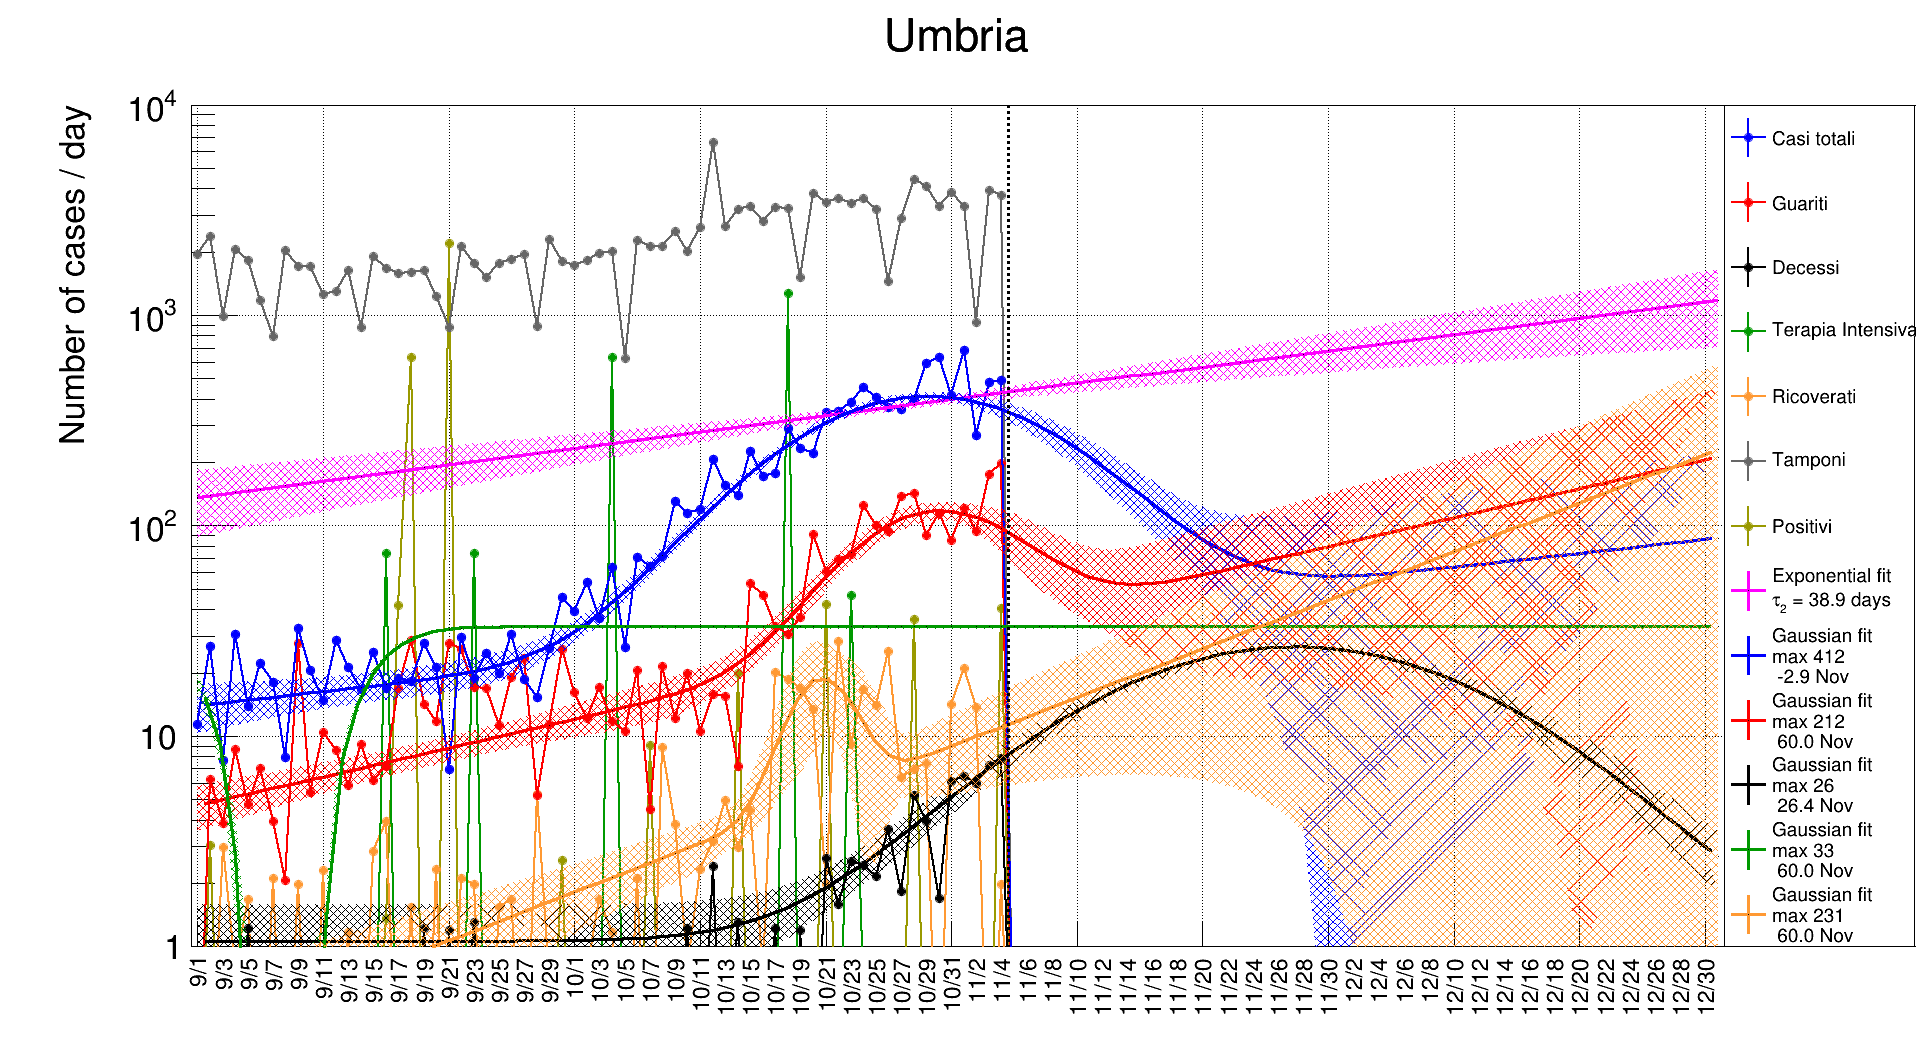 Umbria
Number of cases / day
10^4
10^3
10^2
10
1
9/1
9/3
9/5
9/7
9/9
9/11
9/13
9/15
9/17
9/19
9/21
9/23
9/25
9/27
9/29
10/1
10/3
10/5
10/7
10/9
10/11
10/13
10/15
10/17
10/19
10/21
10/23
10/25
10/27
10/29
10/31
11/2
11/4
11/6
11/8
11/10
11/12
11/14
11/16
11/18
11/20
11/22
11/24
11/26
11/28
11/30
12/2
12/4
12/6
12/8
12/10
12/12
12/14
12/16
12/18
12/20
12/22
12/24
12/26
12/28
12/30
Casi totali
Guariti
Decessi
Terapia Intensiva
Ricoverati
Tamponi
Positivi
Exponential fit
τ₂ = 38.9 days
Gaussian fit
max 412
-2.9 Nov
Gaussian fit
max 212
60.0 Nov
Gaussian fit
max 26
26.4 Nov
Gaussian fit
max 33
60.0 Nov
Gaussian fit
max 231
60.0 Nov